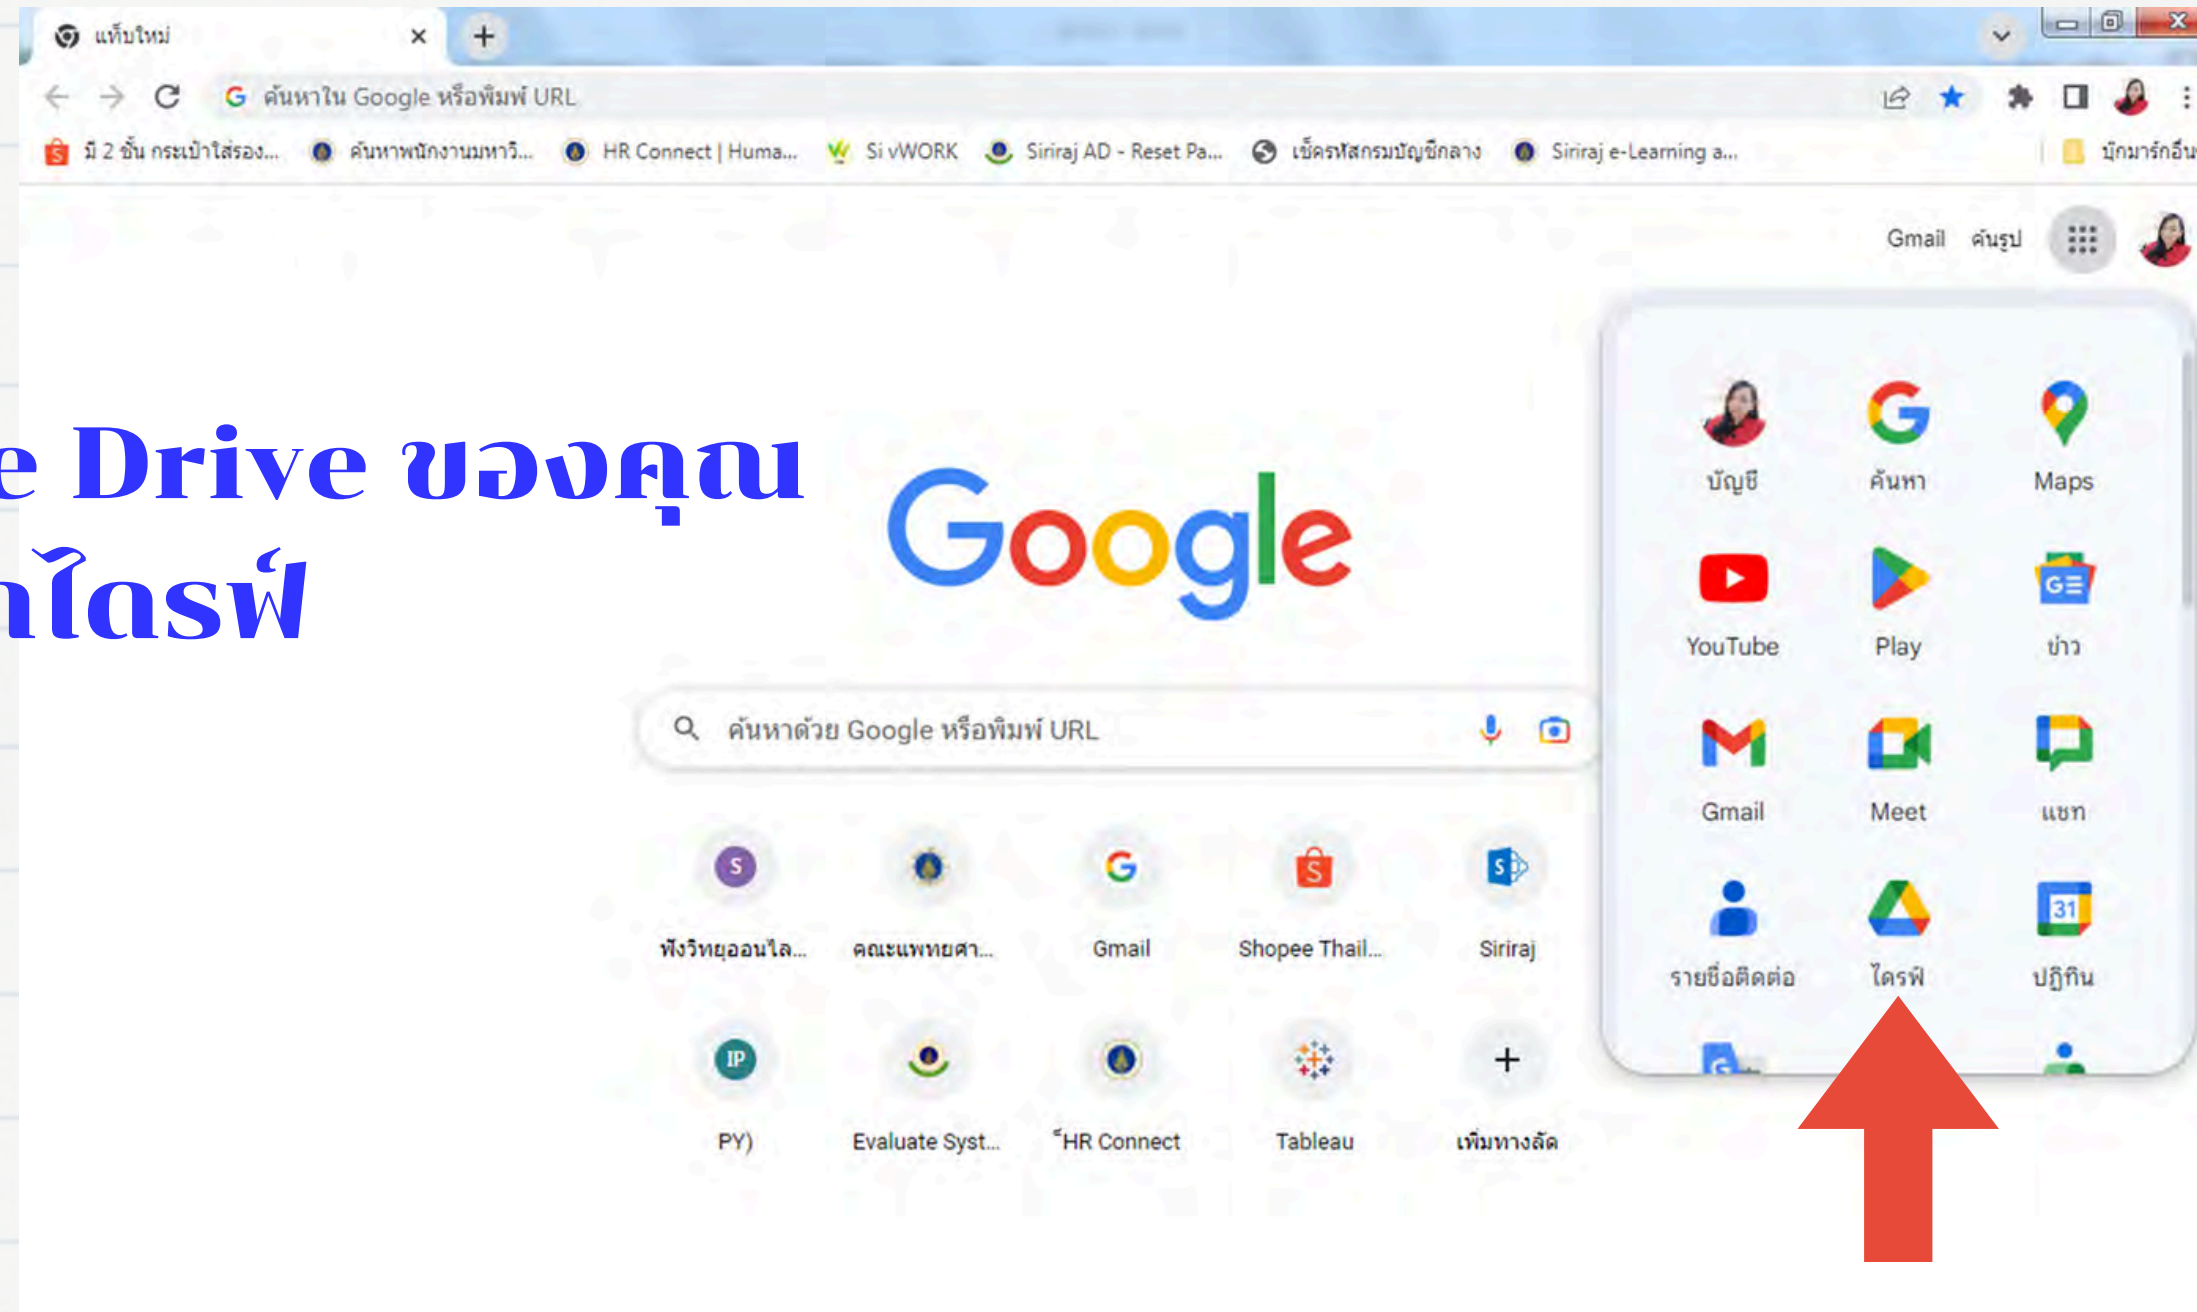 แท็บใหม่
ค้นหาใน Google หรือพิมพ์ URL
มี 2 ชั้น กระเป๋าใส่รอง... ค้นหาพนักงานมหาวิ... HR Connect | Huma... Si vWORK Siriraj AD - Reset Pa... เช็ครหัสกรมบัญชีกลาง Siriraj e-Learning a... บุ๊กมาร์กอื่น
Gmail ค้นรูป
e Drive ของคุณ
ไดรฟ์
Google
ค้นหาด้วย Google หรือพิมพ์ URL
S G S S
ฟังวิทยุออนไล... คณะแพทยศา... Gmail Shopee Thail... Siriraj
IP
PY) Evaluate Syst... ็HR Connect Tableau เพิ่มทางลัด
บัญชี ค้นหา Maps
YouTube Play ข่าว
Gmail Meet แชท
31
รายชื่อติดต่อ ไดรฟ์ ปฏิทิน